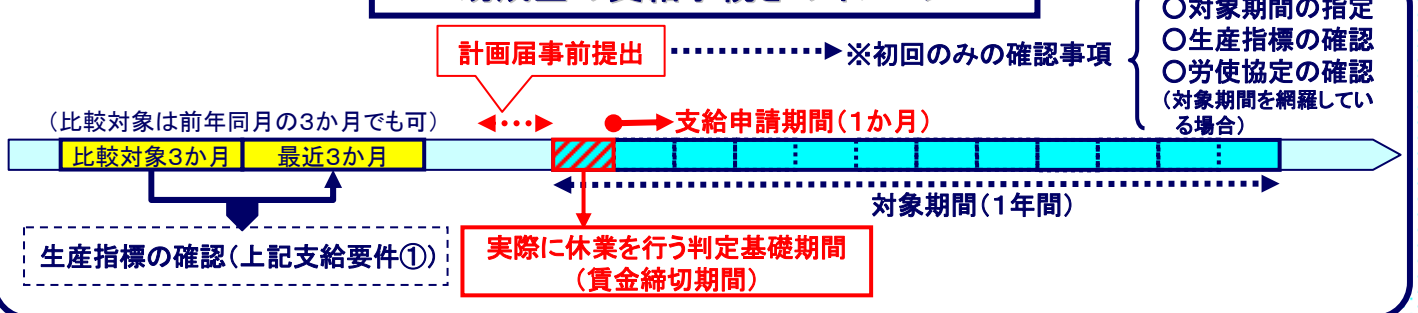 〇対象期間の指定
計画届事前提出
※初回のみの確認事項
〇生産指標の確認
〇労使協定の確認
(対象期間を網羅してい
る場合)
(比較対象は前年同月の3か月でも可)
支給申請期間(1か月)
比較対象3か月
最近3か月
対象期間(1年間)
生産指標の確認(上記支給要件①)
実際に休業を行う判定基礎期間
(賃金締切期間)